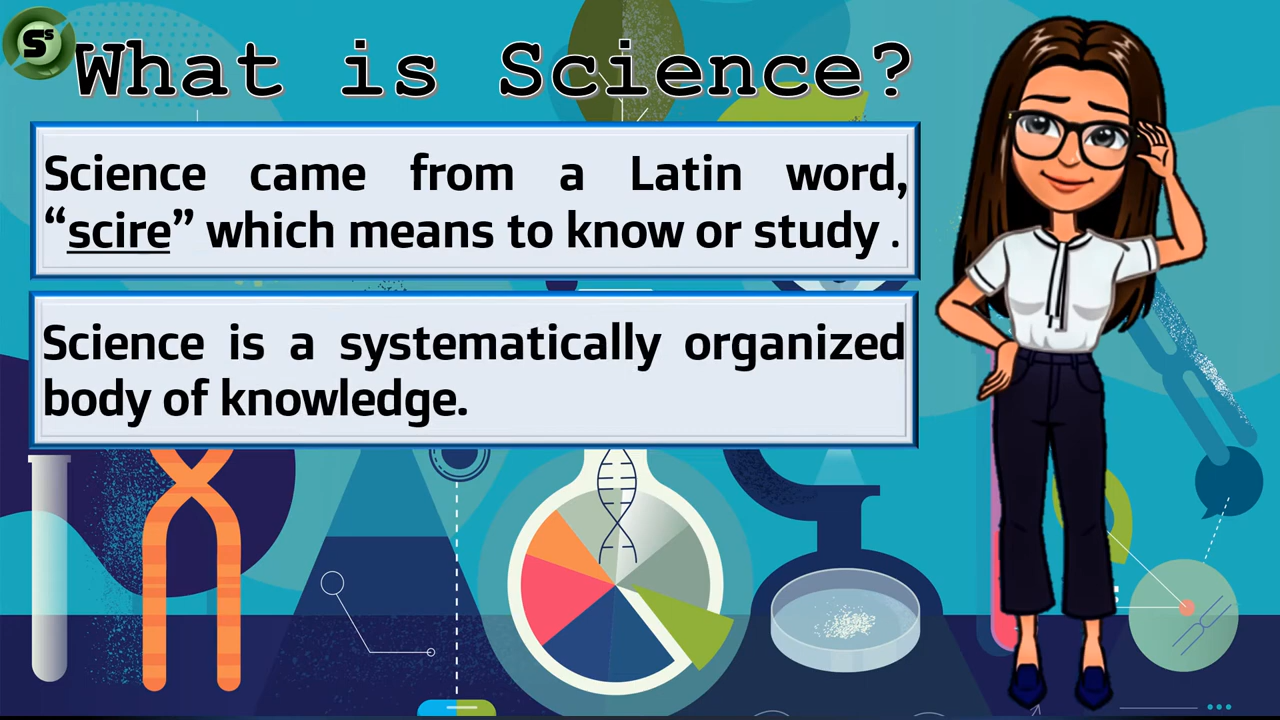 Ss
What is Science?
Science came from a Latin word,
“scire” which means to know or study .
Science is a systematically organized
body of knowledge.